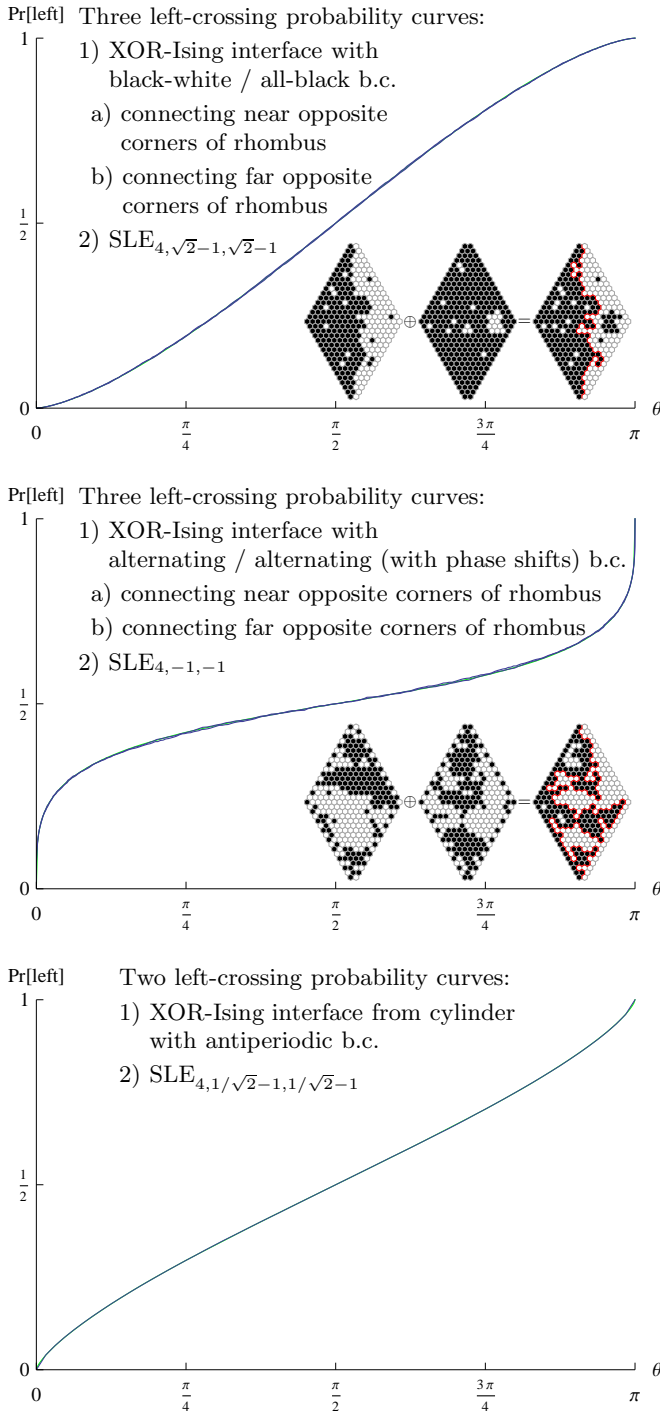 Pr[left] Three left-crossing probability curves:
1
1) XOR-Ising interface with
black-white / all-black b.c.
a) connecting near opposite
corners of rhombus
b) connecting far opposite
corners of rhombus
1/2
2) SLE4,√2−1,√2−1
⊕ =
0 θ
0 π/4 π/2 3π/4 π
Pr[left] Three left-crossing probability curves:
1
1) XOR-Ising interface with
alternating / alternating (with phase shifts) b.c.
a) connecting near opposite corners of rhombus
b) connecting far opposite corners of rhombus
2) SLE4,−1,−1
1/2
⊕ =
0 θ
0 π/4 π/2 3π/4 π
Pr[left] Two left-crossing probability curves:
1
1) XOR-Ising interface from cylinder
with antiperiodic b.c.
2) SLE4,1/√2−1,1/√2−1
1/2
0 θ
0 π/4 π/2 3π/4 π